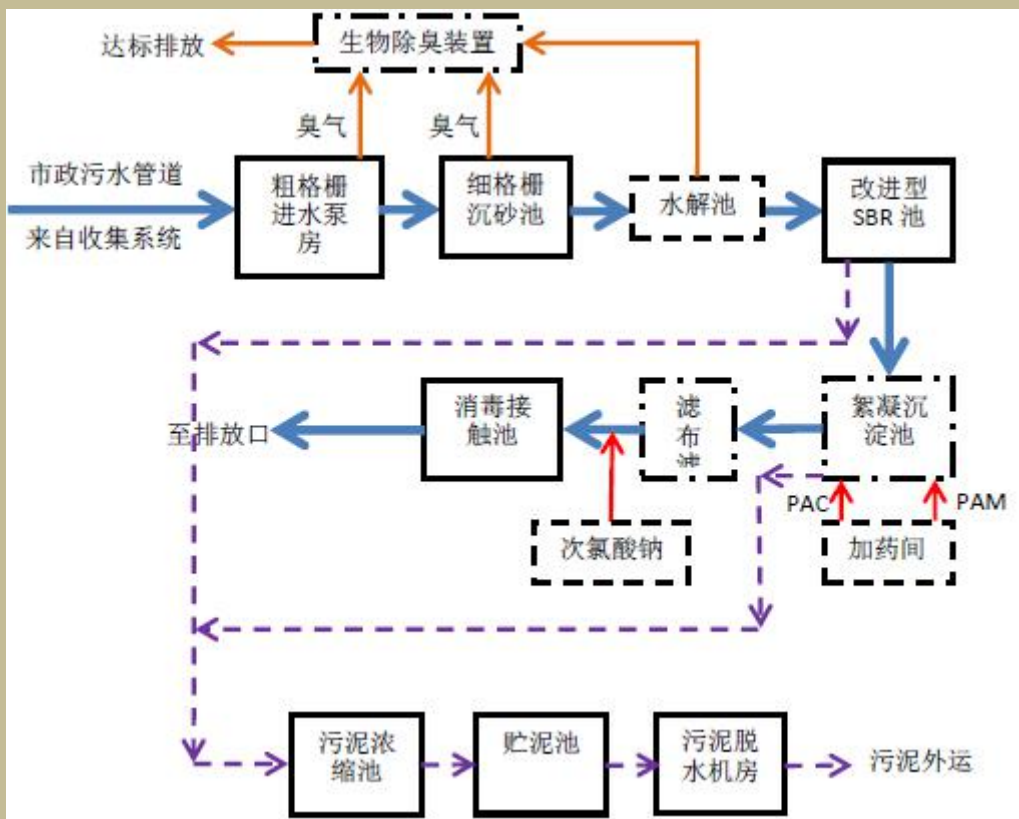 达标排放
生物除臭装置
臭气
臭气
市政污水管道
来自收集系统
粗格栅
进水泵
房
细格栅
沉砂池
水解池
改进型
SBR 池
至排放口
消毒接
触池
滤
布
絮凝沉
淀池
PAC
PAM
次氯酸钠
加药间
污泥浓
缩池
贮泥池
污泥脱
水机房
污泥外运